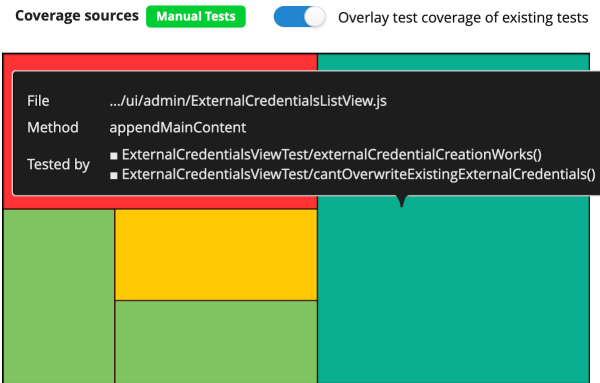 Coverage sources Manual Tests Overlay test coverage of existing tests
File .../ui/admin/ExternalCredentialsListView.js
Method appendMainContent
Tested by
■ ExternalCredentialsViewTest/externalCredentialCreationWorks()
■ ExternalCredentialsViewTest/cantOverwriteExistingExternalCredentials()